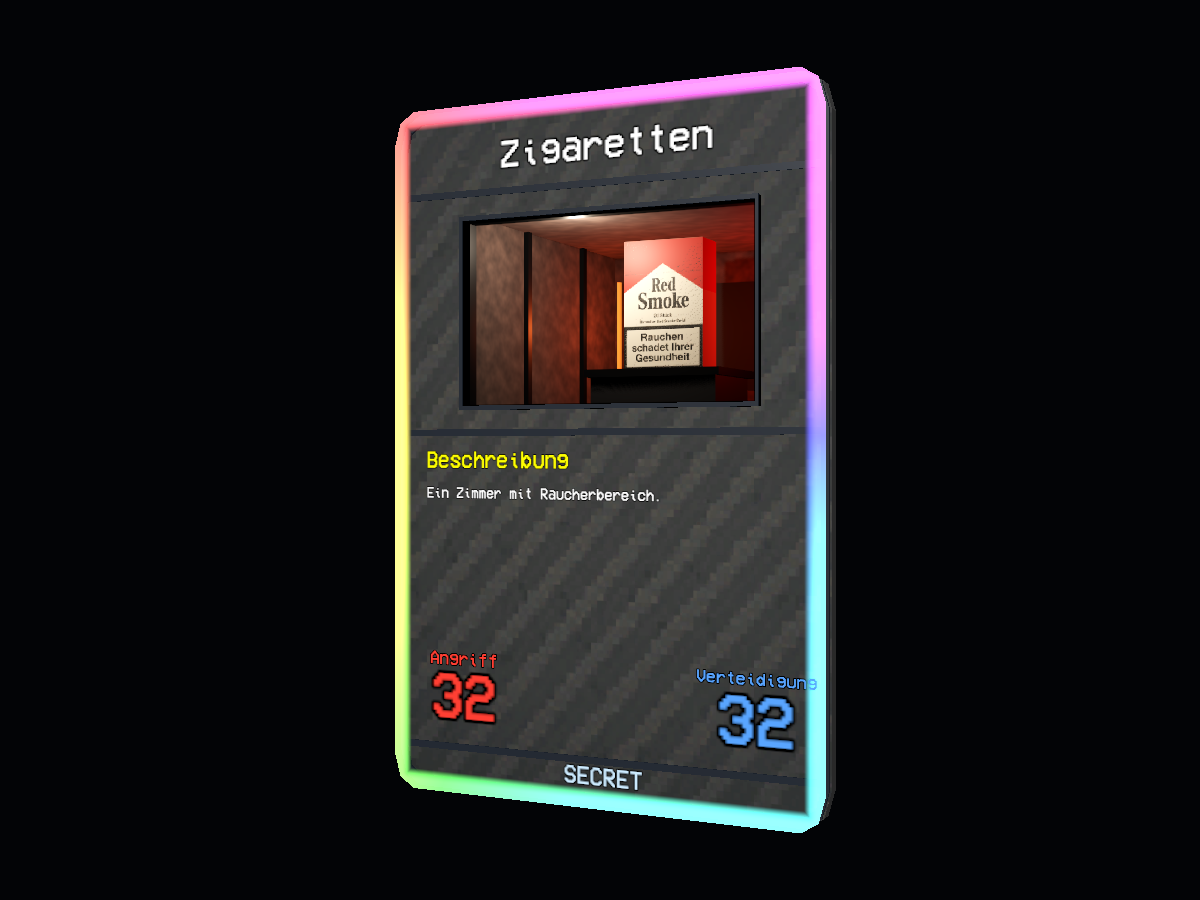 Zigaretten
Red
Smoke
Rauchen
schadet Ihrer
Gesundheit
Beschreibung
Ein Zimmer mit Raucherbereich.
Angriff
32
Verteidigung
32
SECRET